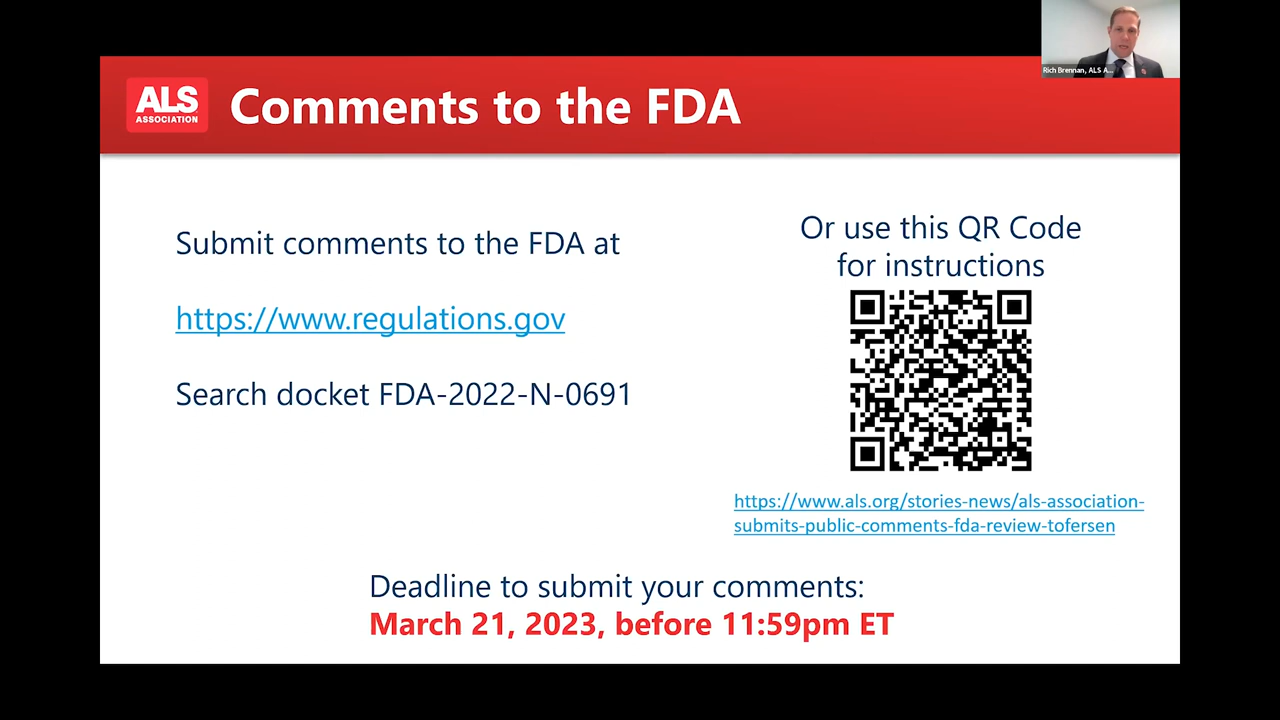 Rich Brennan, ALS A...
ALS
ASSOCIATION
Comments to the FDA
Submit comments to the FDA at
https://www.regulations.gov
Search docket FDA-2022-N-0691
Or use this QR Code
for instructions
https://www.als.org/stories-news/als-association-
submits-public-comments-fda-review-tofersen
Deadline to submit your comments:
March 21, 2023, before 11:59pm ET